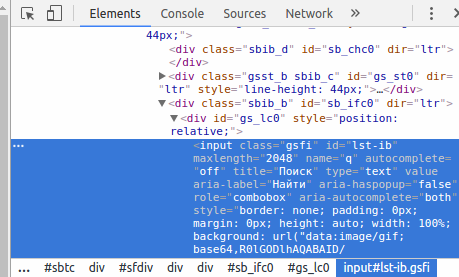 Elements Console Sources Network
44px;">
<div class="sbib_d" id="sb_chc0" dir="ltr">
</div>
<div class="gsst_b sbib_c" id="gs_st0" dir=
"ltr" style="line-height: 44px;">…</div>
<div class="sbib_b" id="sb_ifc0" dir="ltr">
<div id="gs_lc0" style="position:
relative;">
<input class="gsfi" id="lst-ib"
maxlength="2048" name="q" autocomplete=
"off" title="Поиск" type="text" value
aria-label="Найти" aria-haspopup="false"
role="combobox" aria-autocomplete="both"
style="border: none; padding: 0px;
margin: 0px; height: auto; width: 100%;
background: url("data:image/gif;
base64,R0lGODlhAQABAID/
... #sbtc div #sfdiv div #sb_ifc0 #gs_lc0 input#lst-ib.gsfi